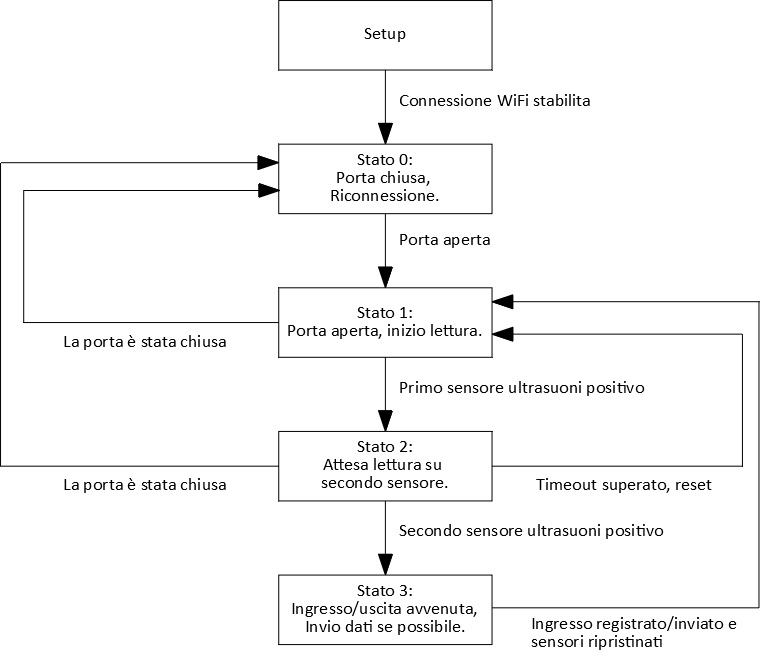 Setup
Connessione WiFi stabilita
Stato 0:
Porta chiusa,
Riconnessione.
Porta aperta
Stato 1:
Porta aperta, inizio lettura.
La porta è stata chiusa
Primo sensore ultrasuoni positivo
Stato 2:
Attesa lettura su
secondo sensore.
La porta è stata chiusa
Timeout superato, reset
Secondo sensore ultrasuoni positivo
Stato 3:
Ingresso/uscita avvenuta,
Invio dati se possibile.
Ingresso registrato/inviato e
sensori ripristinati